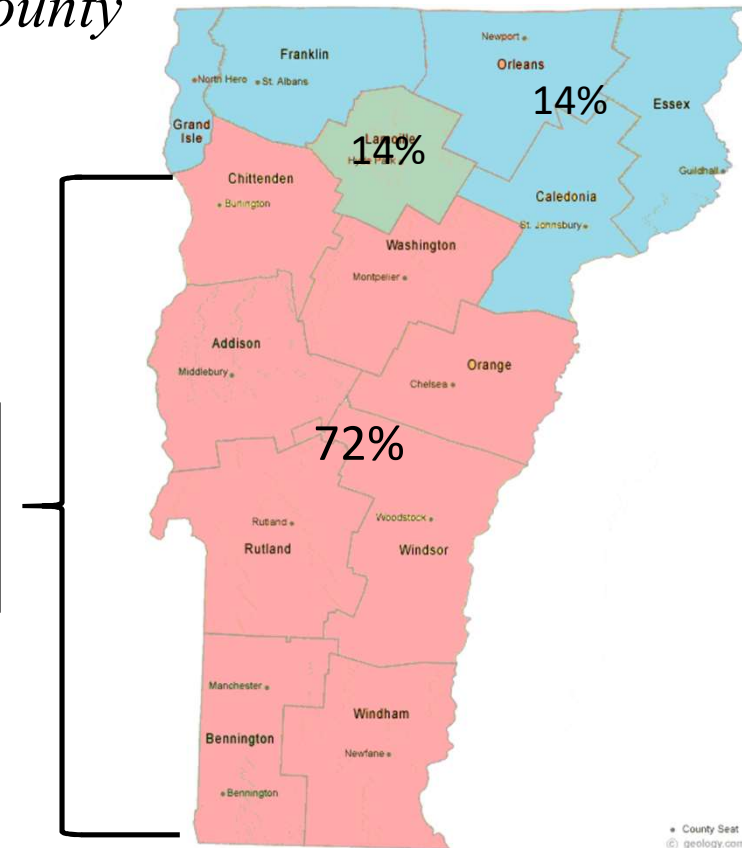 ounty
Franklin
Newport
Orleans
North Hero
St. Albans
14%
Essex
Grand
Isle
Lamoille
14%
Guildhall
Chittenden
Burlington
Caledonia
St. Johnsbury
Washington
Montpelier
Addison
Middlebury
Orange
Chelsea
72%
Rutland
Woodstock
Rutland
Windsor
Manchester
Windham
Bennington
Newfane
Bennington
County Seat
© geology.com